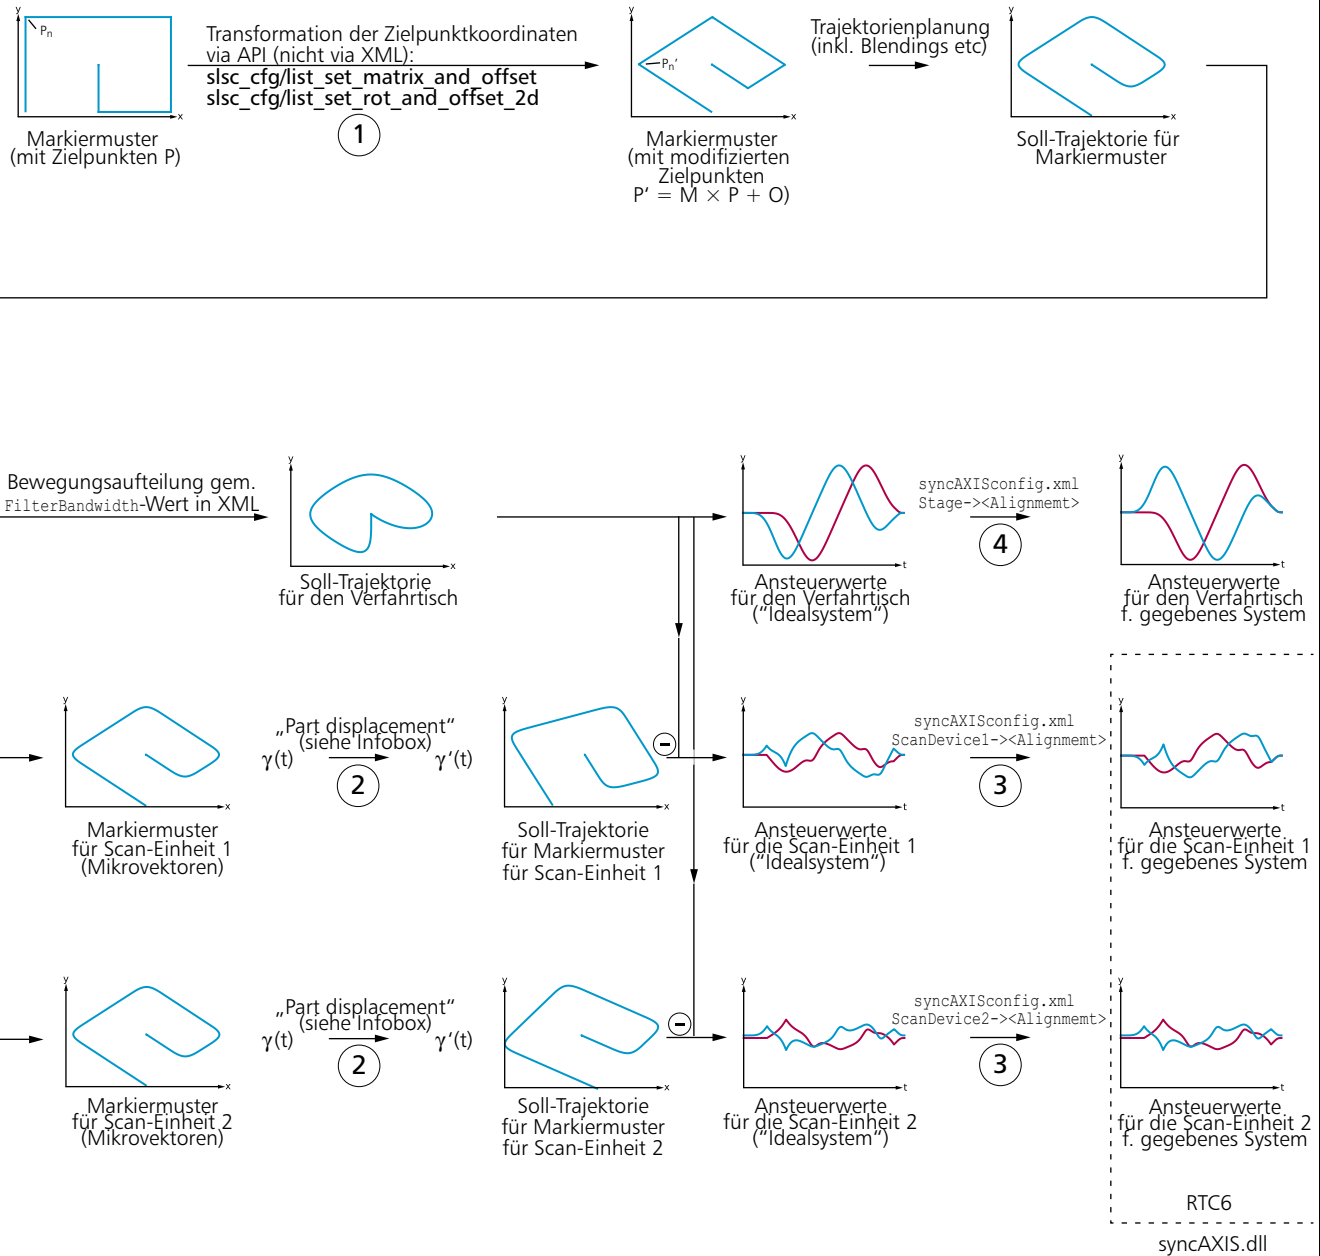 y
Pn
x
Markiermuster
(mit Zielpunkten P)
Transformation der Zielpunktkoordinaten
via API (nicht via XML):
slsc_cfg/list_set_matrix_and_offset
slsc_cfg/list_set_rot_and_offset_2d
1
y
Pn‘
x
Markiermuster
(mit modifizierten
Zielpunkten
P‘ = M × P + O)
Trajektorienplanung
(inkl. Blendings etc)
y
x
Soll-Trajektorie für
Markiermuster
Bewegungsaufteilung gem.
FilterBandwidth-Wert in XML
y
x
Soll-Trajektorie
für den Verfahrtisch
y
t
Ansteuerwerte
für den Verfahrtisch
(“Idealsystem“)
syncAXISconfig.xml
Stage-><Alignmemt>
4
y
t
Ansteuerwerte
für den Verfahrtisch
f. gegebenes System
y
x
Markiermuster
für Scan-Einheit 1
(Mikrovektoren)
„Part displacement“
(siehe Infobox)
γ(t) γ‘(t)
2
y
x
Soll-Trajektorie
für Markiermuster
für Scan-Einheit 1
−
y
t
Ansteuerwerte
für die Scan-Einheit 1
(“Idealsystem“)
syncAXISconfig.xml
ScanDevice1-><Alignmemt>
3
y
t
Ansteuerwerte
für die Scan-Einheit 1
f. gegebenes System
y
x
Markiermuster
für Scan-Einheit 2
(Mikrovektoren)
„Part displacement“
(siehe Infobox)
γ(t) γ‘(t)
2
y
x
Soll-Trajektorie
für Markiermuster
für Scan-Einheit 2
−
y
t
Ansteuerwerte
für die Scan-Einheit 2
(“Idealsystem“)
syncAXISconfig.xml
ScanDevice2-><Alignmemt>
3
y
t
Ansteuerwerte
für die Scan-Einheit 2
f. gegebenes System
RTC6
syncAXIS.dll